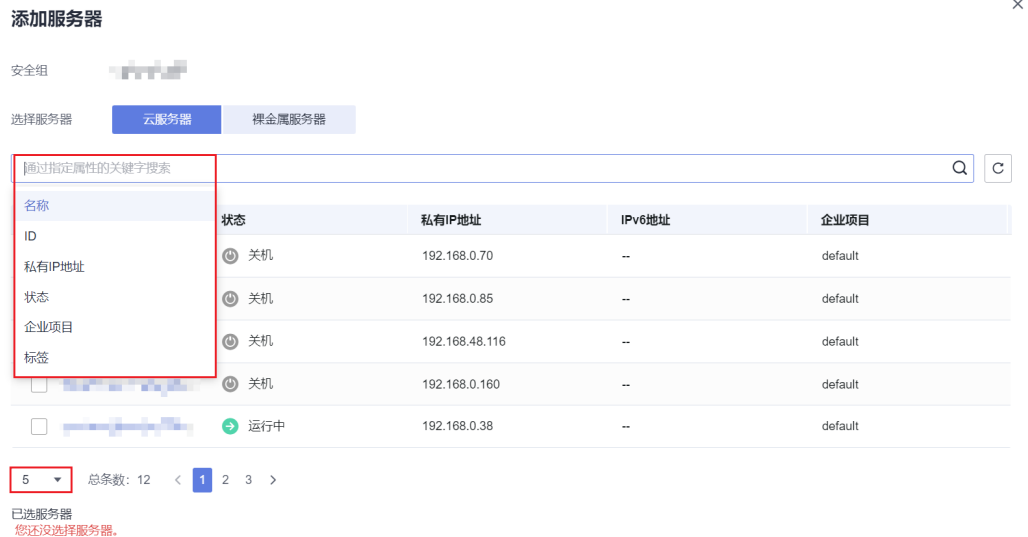 添加服务器
安全组
选择服务器 云服务器 裸金属服务器
通过指定属性的关键字搜索
名称
ID
私有IP地址
状态
企业项目
标签
状态 私有IP地址 IPv6地址 企业项目
关机 192.168.0.70 -- default
关机 192.168.0.85 -- default
关机 192.168.48.116 -- default
关机 192.168.0.160 -- default
运行中 192.168.0.38 -- default
5 总条数: 12 < 1 2 3 >
已选服务器
您还没选择服务器。